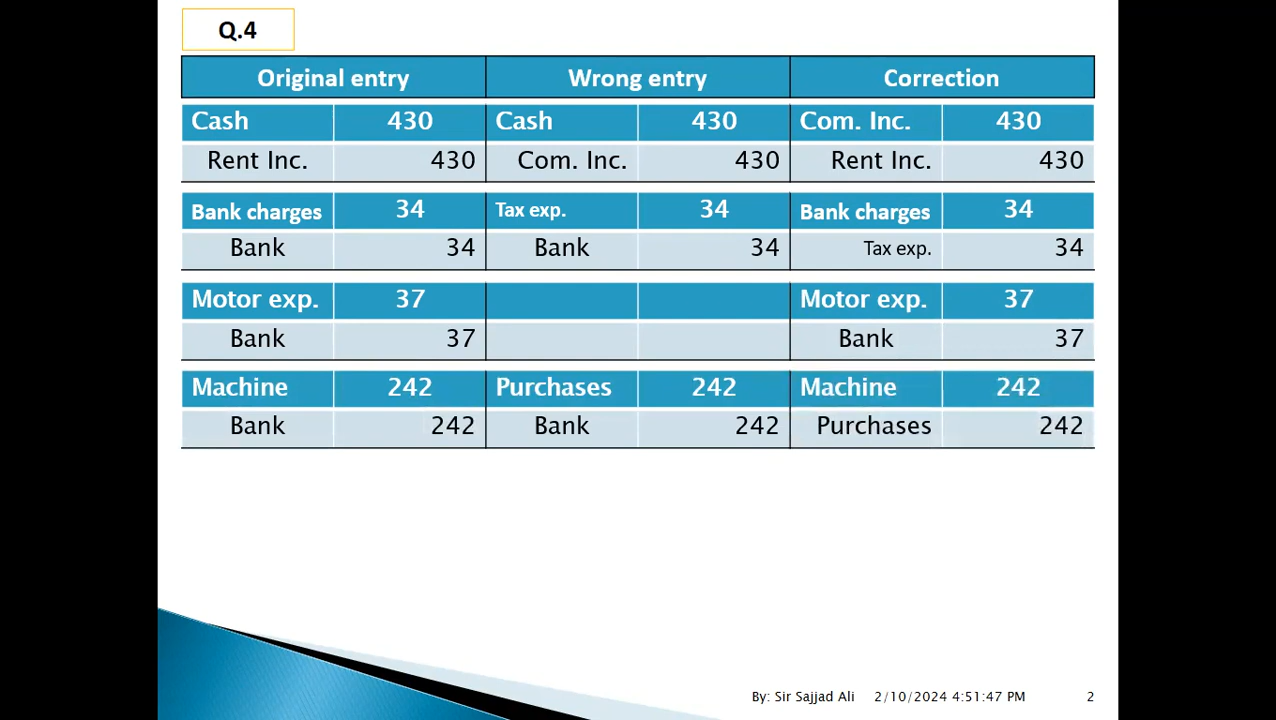 Q.4
Original entry Wrong entry Correction
Cash 430 Cash 430 Com. Inc. 430
Rent Inc. 430 Com. Inc. 430 Rent Inc. 430
Bank charges 34 Tax exp. 34 Bank charges 34
Bank 34 Bank 34 Tax exp. 34
Motor exp. 37 Motor exp. 37
Bank 37 Bank 37
Machine 242 Purchases 242 Machine 242
Bank 242 Bank 242 Purchases 242
By: Sir Sajjad Ali 2/10/2024 4:51:47 PM 2